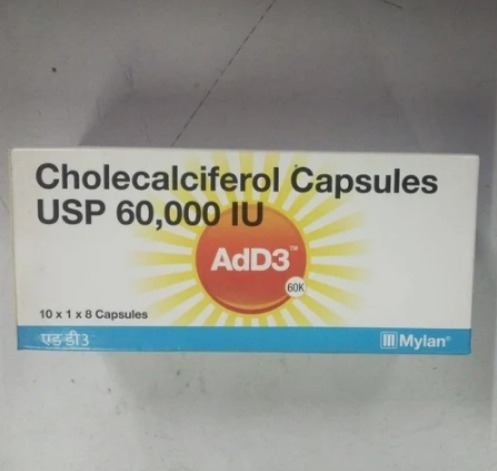 Cholecalciferol Capsules
USP 60,000 IU
AdD3™
60K
10 x 1 x 8 Capsules
एड डी3
Mylan®